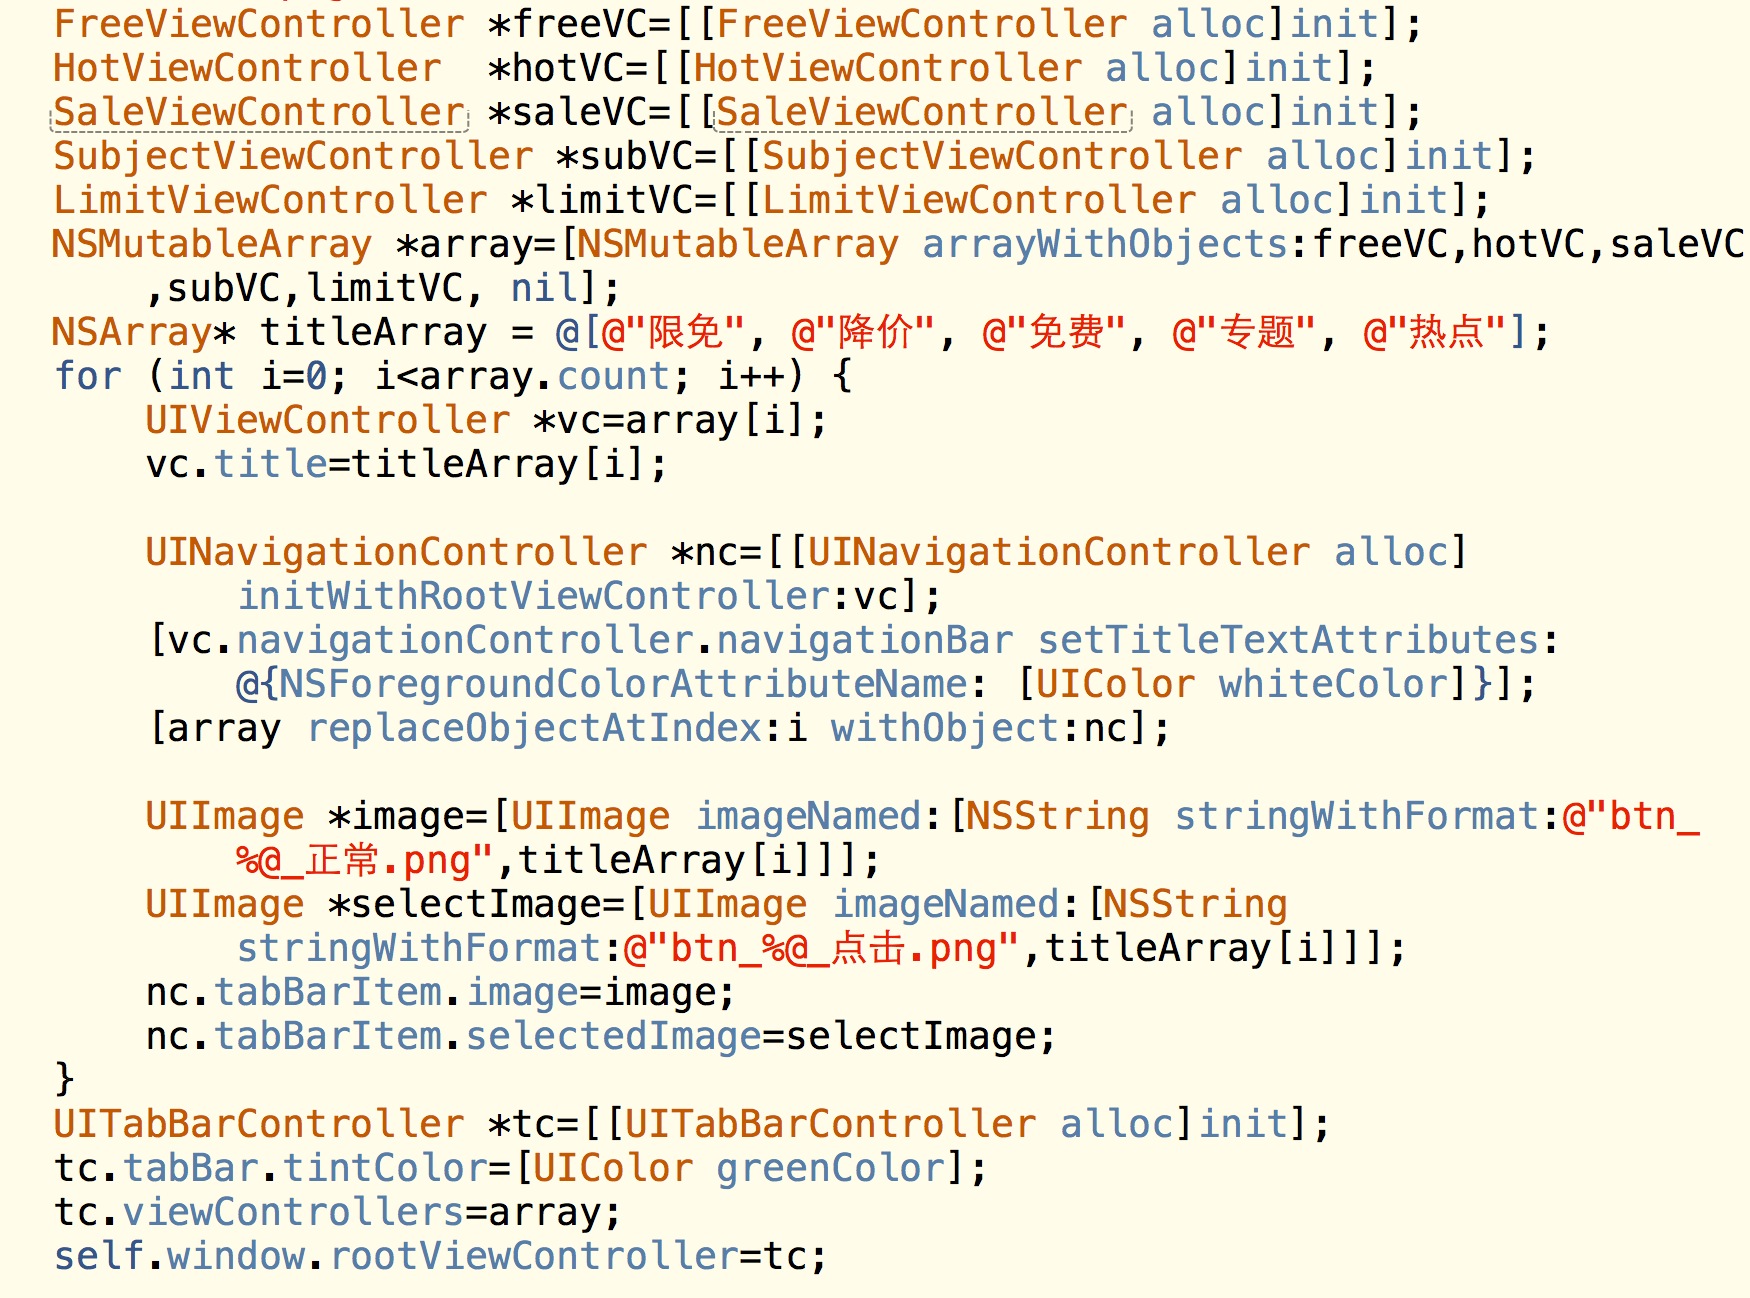 FreeViewController *freeVC=[[FreeViewController alloc]init];
HotViewController  *hotVC=[[HotViewController alloc]init];
SaleViewController *saleVC=[[SaleViewController alloc]init];
SubjectViewController *subVC=[[SubjectViewController alloc]init];
LimitViewController *limitVC=[[LimitViewController alloc]init];
NSMutableArray *array=[NSMutableArray arrayWithObjects:freeVC,hotVC,saleVC
,subVC,limitVC, nil];
NSArray* titleArray = @[@"限免", @"降价", @"免费", @"专题", @"热点"];
for (int i=0; i<array.count; i++) {
UIViewController *vc=array[i];
vc.title=titleArray[i];
UINavigationController *nc=[[UINavigationController alloc]
initWithRootViewController:vc];
[vc.navigationController.navigationBar setTitleTextAttributes:
@{NSForegroundColorAttributeName: [UIColor whiteColor]}];
[array replaceObjectAtIndex:i withObject:nc];
UIImage *image=[UIImage imageNamed:[NSString stringWithFormat:@"btn_
%@_正常.png",titleArray[i]]];
UIImage *selectImage=[UIImage imageNamed:[NSString
stringWithFormat:@"btn_%@_点击.png",titleArray[i]]];
nc.tabBarItem.image=image;
nc.tabBarItem.selectedImage=selectImage;
}
UITabBarController *tc=[[UITabBarController alloc]init];
tc.tabBar.tintColor=[UIColor greenColor];
tc.viewControllers=array;
self.window.rootViewController=tc;